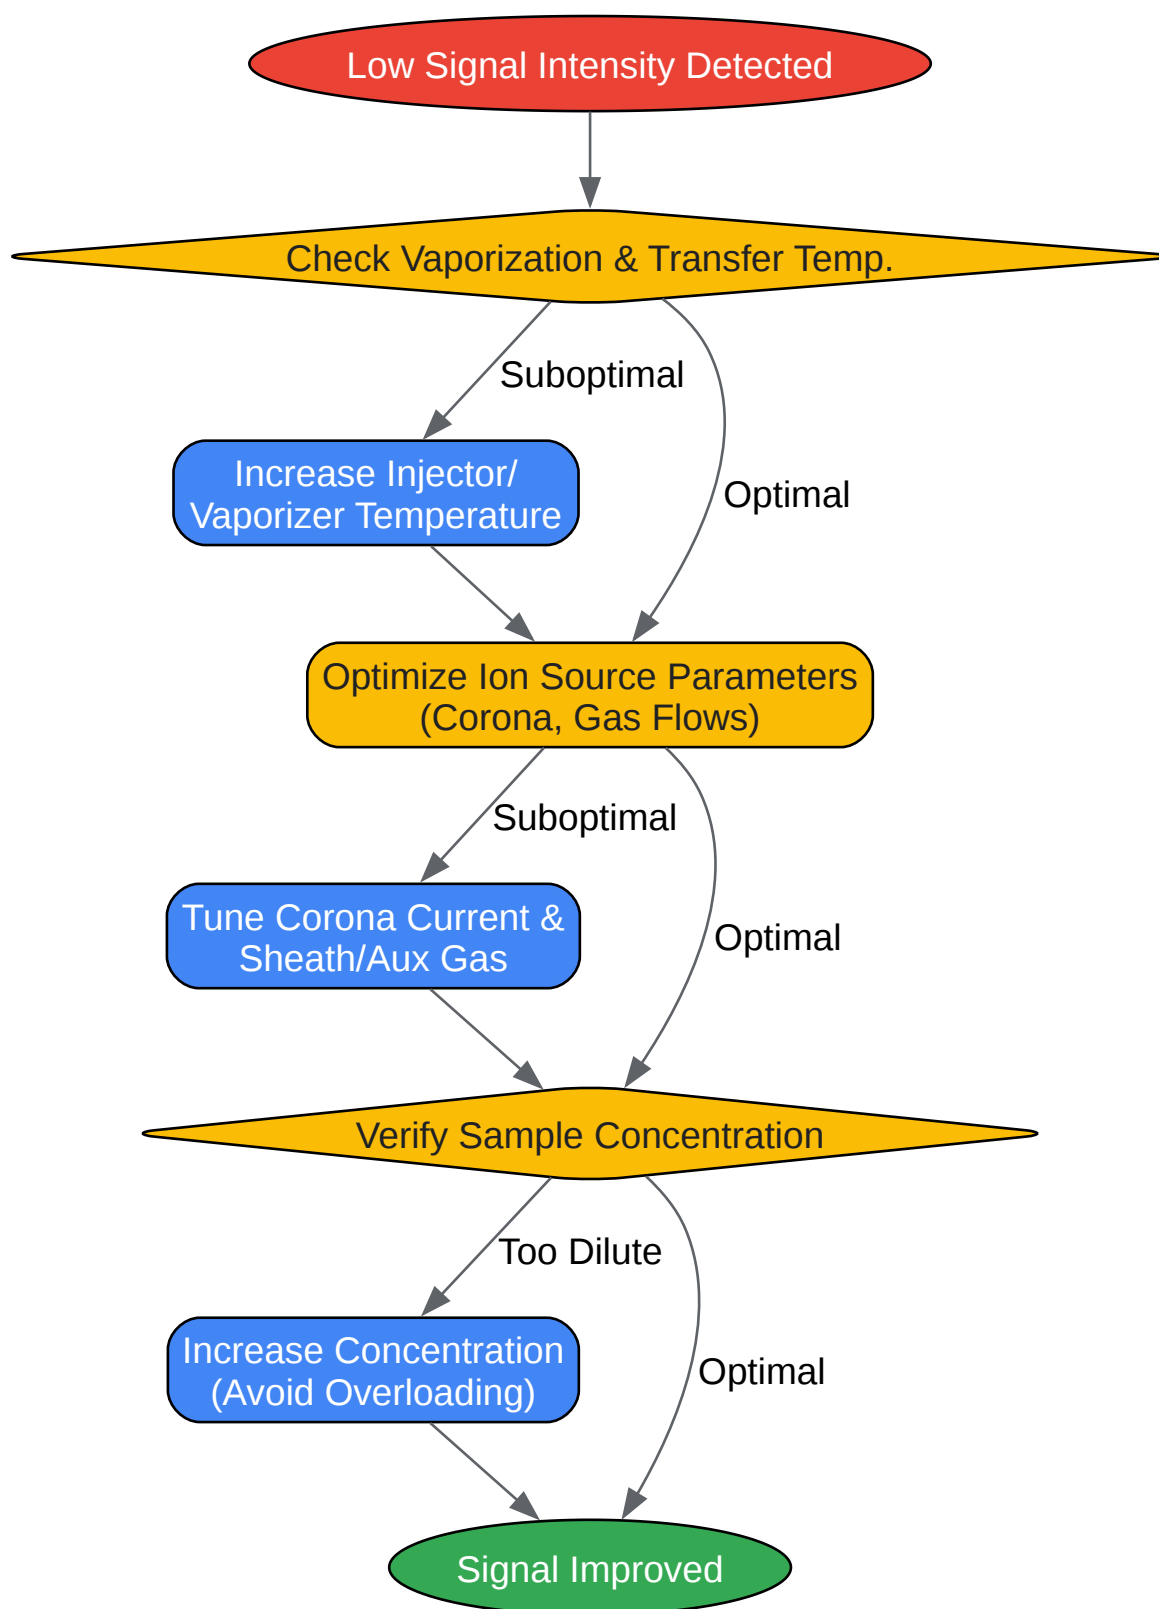 Low Signal Intensity Detected
Check Vaporization & Transfer Temp.
Suboptimal
Increase Injector/
Vaporizer Temperature
Optimal
Optimize Ion Source Parameters
(Corona, Gas Flows)
Suboptimal
Tune Corona Current &
Sheath/Aux Gas
Optimal
Verify Sample Concentration
Too Dilute
Increase Concentration
(Avoid Overloading)
Optimal
Signal Improved